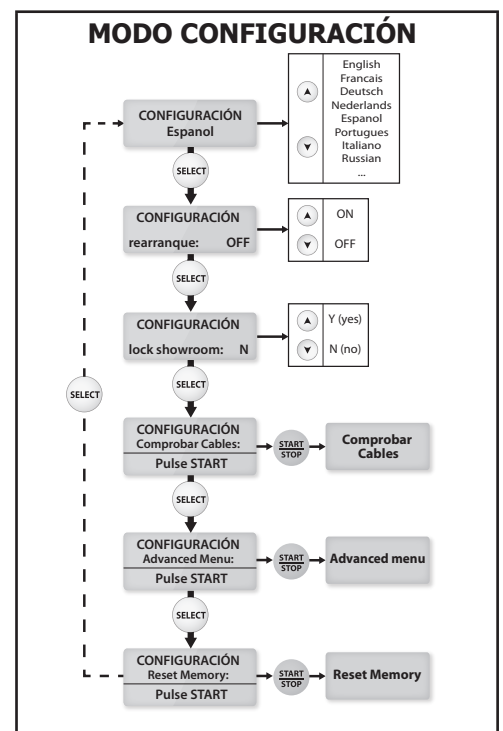 MODO CONFIGURACIÓN
CONFIGURACIÓN
Espanol
English
Francais
Deutsch
Nederlands
Espanol
Portugues
Italiano
Russian
...
SELECT
CONFIGURACIÓN
rearranque: OFF
ON
OFF
SELECT
CONFIGURACIÓN
lock showroom: N
Y (yes)
N (no)
SELECT
SELECT
CONFIGURACIÓN
Comprobar Cables:
Pulse START
START
STOP
Comprobar
Cables
SELECT
CONFIGURACIÓN
Advanced Menu:
Pulse START
START
STOP
Advanced menu
SELECT
CONFIGURACIÓN
Reset Memory:
Pulse START
START
STOP
Reset Memory